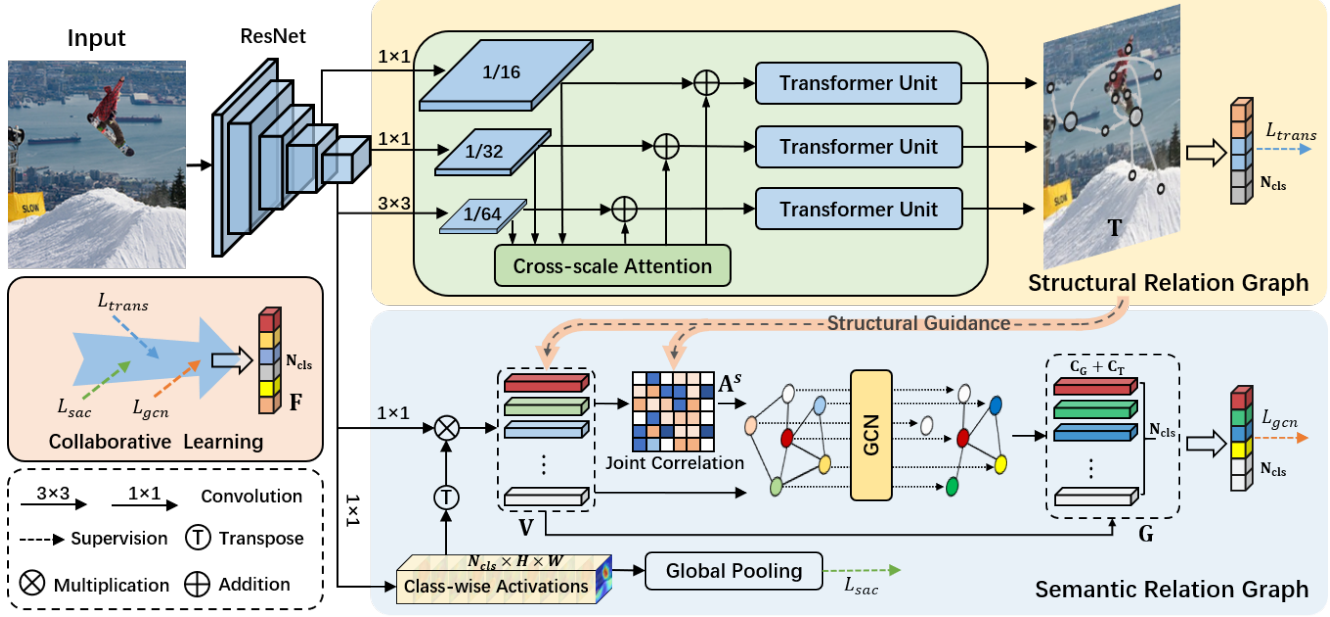 Input
ResNet
SLOW
SLOW
1×1
1×1
3×3
1/16
1/32
1/64
Transformer Unit
Transformer Unit
Transformer Unit
Cross-scale Attention
T
L_trans
N_cls
Structural Relation Graph
L_trans
L_sac
L_gcn
N_cls
F
Collaborative Learning
3×3
1×1
Convolution
Supervision
T
Transpose
Multiplication
Addition
Structural Guidance
1×1
1×1
T
V
A^s
Joint Correlation
GCN
C_G + C_T
N_cls
G
L_gcn
N_cls
N_cls × H × W
Class-wise Activations
Global Pooling
L_sac
Semantic Relation Graph